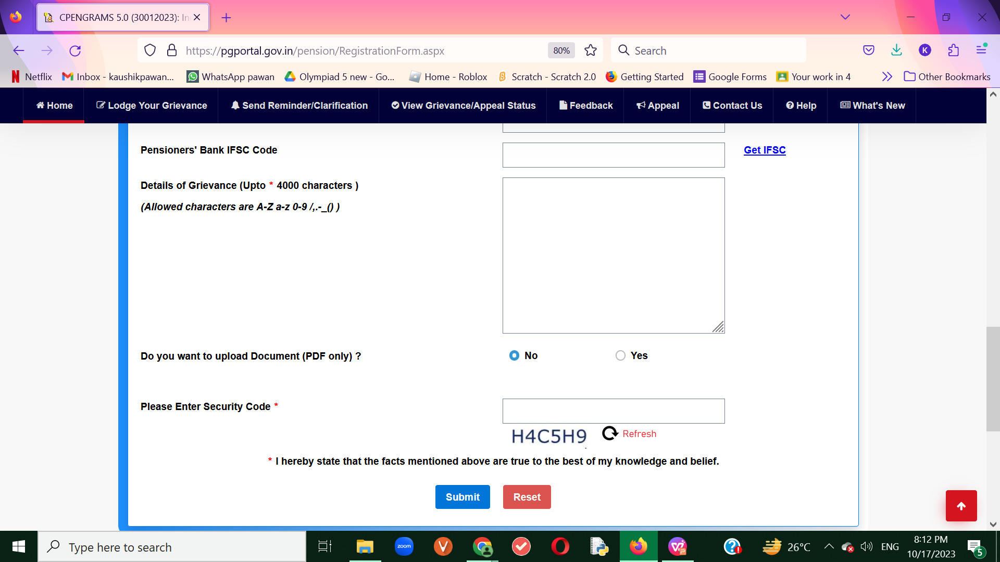 CPENGRAMS 5.0 (30012023): In
https://pgportal.gov.in/pension/RegistrationForm.aspx
80%
Search
K
Netflix
Inbox - kaushikpawan...
WhatsApp pawan
Olympiad 5 new - Go...
Home - Roblox
Scratch - Scratch 2.0
Getting Started
Google Forms
Your work in 4
Other Bookmarks
Home
Lodge Your Grievance
Send Reminder/Clarification
View Grievance/Appeal Status
Feedback
Appeal
Contact Us
Help
What's New
Pensioners' Bank IFSC Code
Get IFSC
Details of Grievance (Upto * 4000 characters )
(Allowed characters are A-Z a-z 0-9 /,.-_() )
Do you want to upload Document (PDF only) ?
No
Yes
Please Enter Security Code *
H4C5H9
Refresh
* I hereby state that the facts mentioned above are true to the best of my knowledge and belief.
Submit
Reset
Type here to search
zoom
V
26°C
ENG
8:12 PM
10/17/2023
5